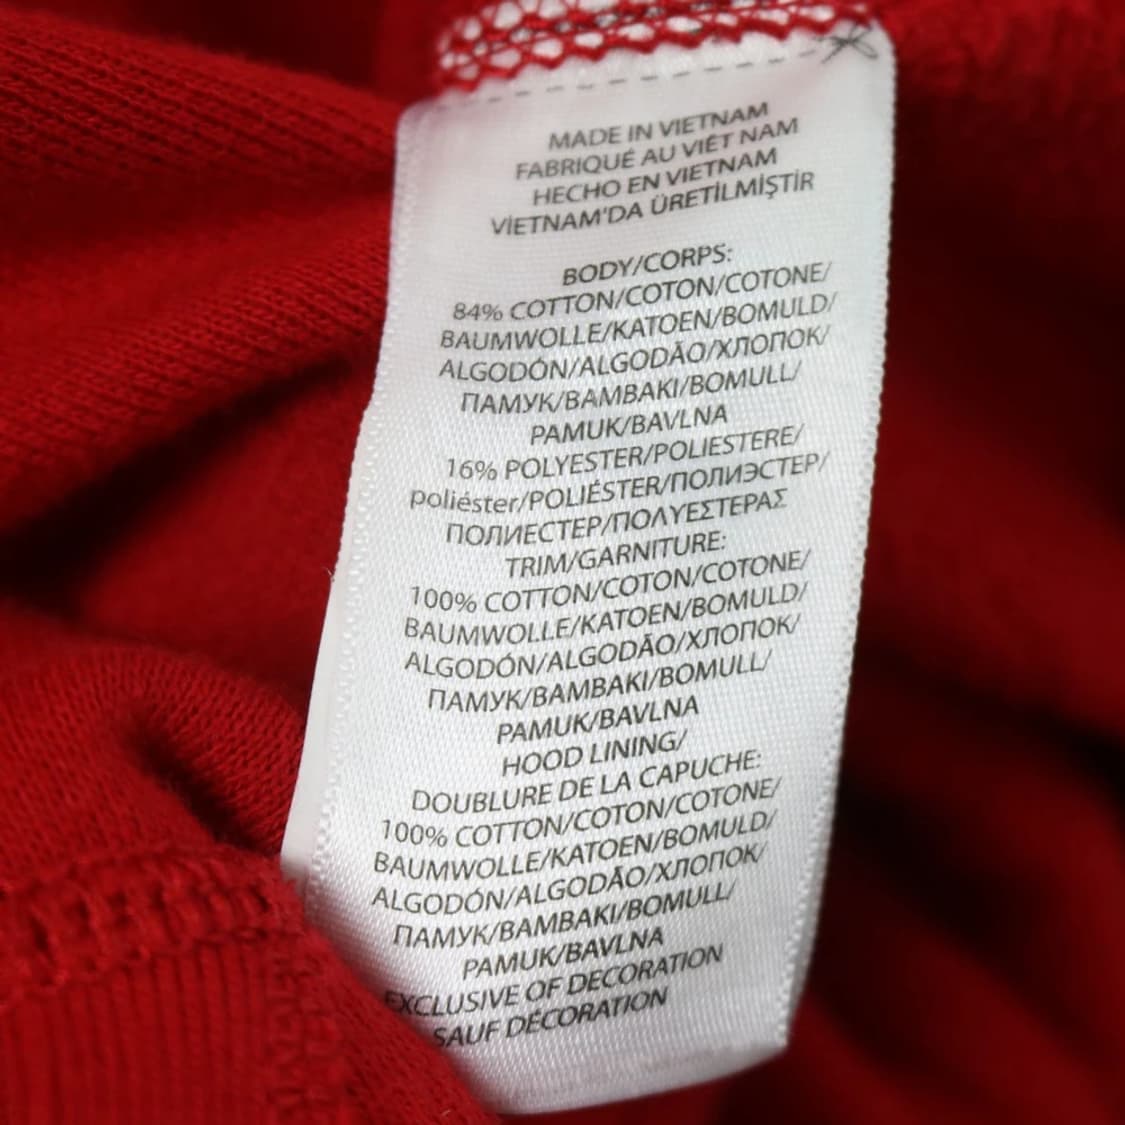 MADE IN VIETNAM
FABRIQUÉ AU VIÊT NAM
HECHO EN VIETNAM
VİETNAM'DA ÜRETİLMİŞTİR
BODY/CORPS:
84% COTTON/COTON/COTONE/
BAUMWOLLE/KATOEN/BOMULD/
ALGODÓN/ALGODÃO/ХЛОПОК/
ПАМУК/BAMBAKI/BOMULL/
PAMUK/BAVLNA
16% POLYESTER/POLIESTERE/
poliéster/POLIÉSTER/ПОЛИЭСТЕР/
ПОЛИЕСТЕР/ΠΟΛΥΕΣΤΕΡΑΣ
TRIM/GARNITURE:
100% COTTON/COTON/COTONE/
BAUMWOLLE/KATOEN/BOMULD/
ALGODÓN/ALGODÃO/ХЛОПОК/
ПАМУК/BAMBAKI/BOMULL/
PAMUK/BAVLNA
HOOD LINING/
DOUBLURE DE LA CAPUCHE:
100% COTTON/COTON/COTONE/
BAUMWOLLE/KATOEN/BOMULD/
ALGODÓN/ALGODÃO/ХЛОПОК/
ПАМУК/BAMBAKI/BOMULL/
PAMUK/BAVLNA
EXCLUSIVE OF DECORATION
SAUF DÉCORATION